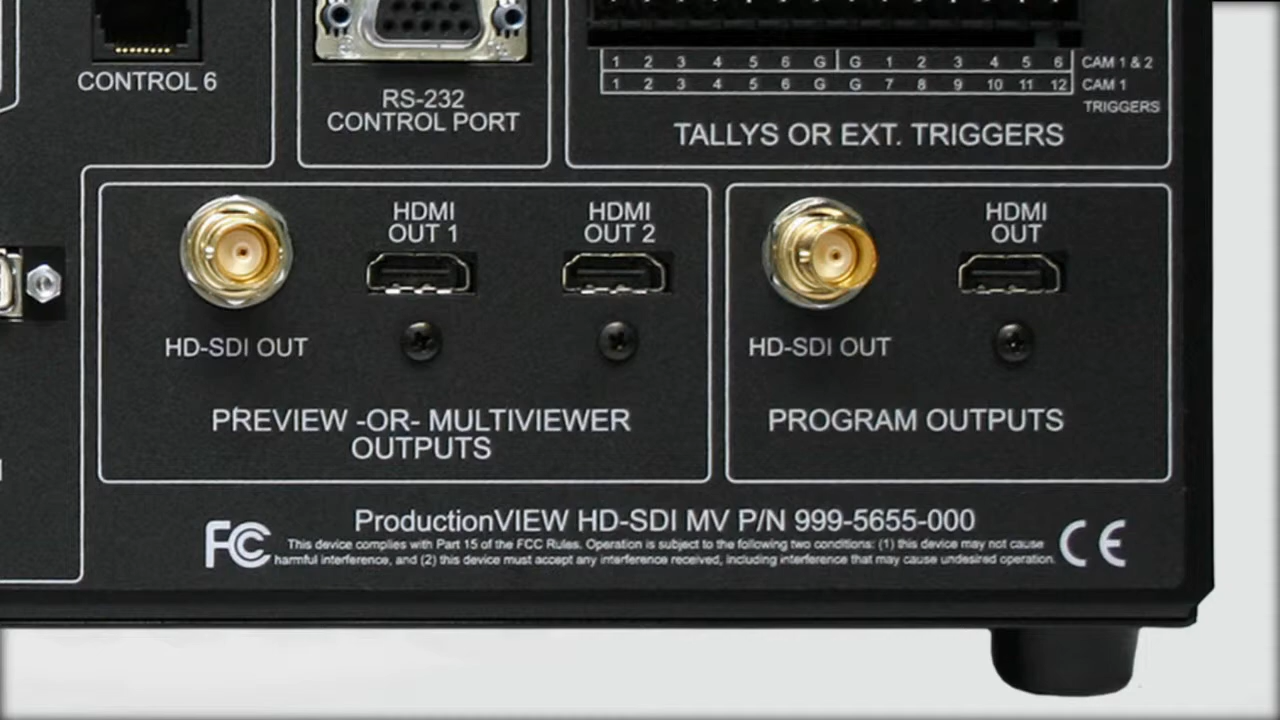 CONTROL 6
RS-232
CONTROL PORT
1 2 3 4 5 6 G G 1 2 3 4 5 6 CAM 1 & 2
1 2 3 4 5 6 G G 7 8 9 10 11 12 CAM 1
TRIGGERS
TALLYS OR EXT. TRIGGERS
HDMI
OUT 1
HDMI
OUT 2
HD-SDI OUT
PREVIEW -OR- MULTIVIEWER
OUTPUTS
HDMI
OUT
HD-SDI OUT
PROGRAM OUTPUTS
ProductionVIEW HD-SDI MV P/N 999-5655-000
FC
This device complies with Part 15 of the FCC Rules. Operation is subject to the following two conditions: (1) this device may not cause
harmful interference, and (2) this device must accept any interference received, including interference that may cause undesired operation.
CE